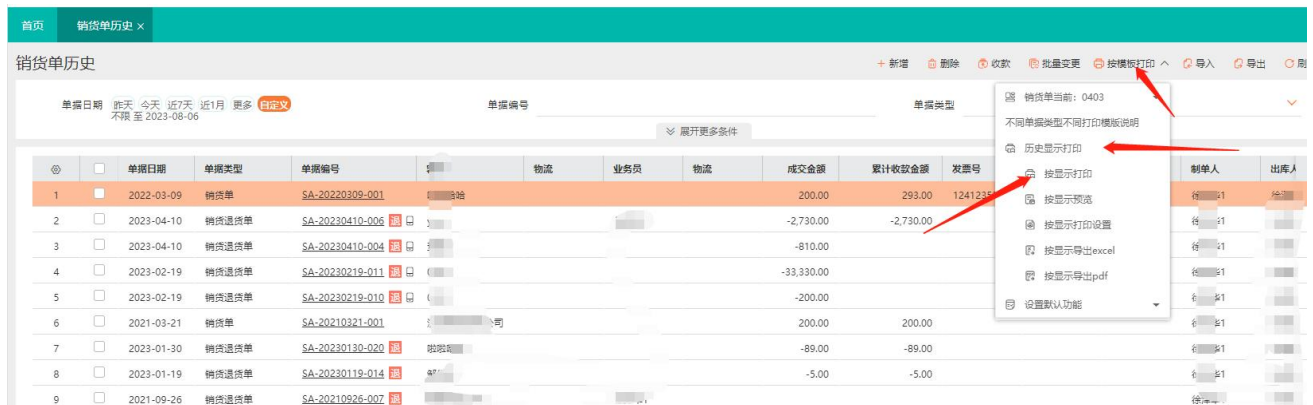 首页 销货单历史 ×
销货单历史 + 新增 删除 收款 批量变更 按模板打印 导入 导出
单据日期 昨天 今天 近7天 近1月 更多 自定义 单据编号 单据类型
不限 至 2023-08-06
展开更多条件
销货单当前：0403
不同单据类型不同打印模版说明
历史显示打印
按显示打印
按显示预览
按显示打印设置
按显示导出excel
按显示导出pdf
设置默认功能
单据日期 单据类型 单据编号 物流 业务员 物流 成交金额 累计收款金额 发票号 制单人 出库人
1 2022-03-09 销货单 SA-20220309-001 200.00 293.00
2 2023-04-10 销货退货单 SA-20230410-006 退 -2,730.00 -2,730.00
3 2023-04-10 销货退货单 SA-20230410-004 退 -810.00
4 2023-02-19 销货退货单 SA-20230219-011 退 -33,330.00
5 2023-02-19 销货退货单 SA-20230219-010 退 -200.00
6 2021-03-21 销货单 SA-20210321-001 公司 200.00 200.00
7 2023-01-30 销货退货单 SA-20230130-020 退 -89.00 -89.00
8 2023-01-19 销货退货单 SA-20230119-014 退 -5.00 -5.00
9 2021-09-26 销货退货单 SA-20210926-007 退